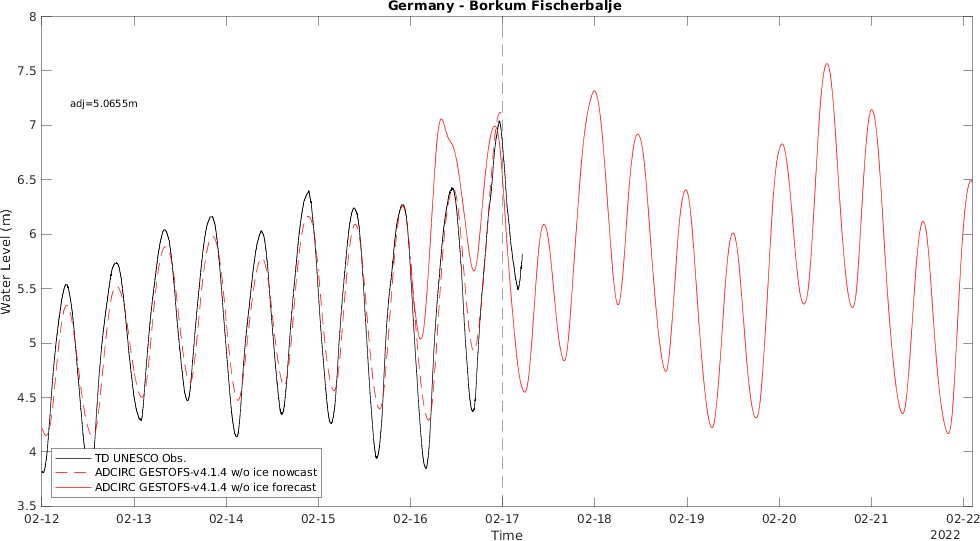 Germany - Borkum Fischerbalje
8
7.5
7
6.5
6
5.5
5
4.5
4
3.5
Water Level (m)
adj=5.0655m
TD UNESCO Obs.
ADCIRC GESTOFS-v4.1.4 w/o ice nowcast
ADCIRC GESTOFS-v4.1.4 w/o ice forecast
02-12 02-13 02-14 02-15 02-16 02-17 02-18 02-19 02-20 02-21 02-22
Time
2022